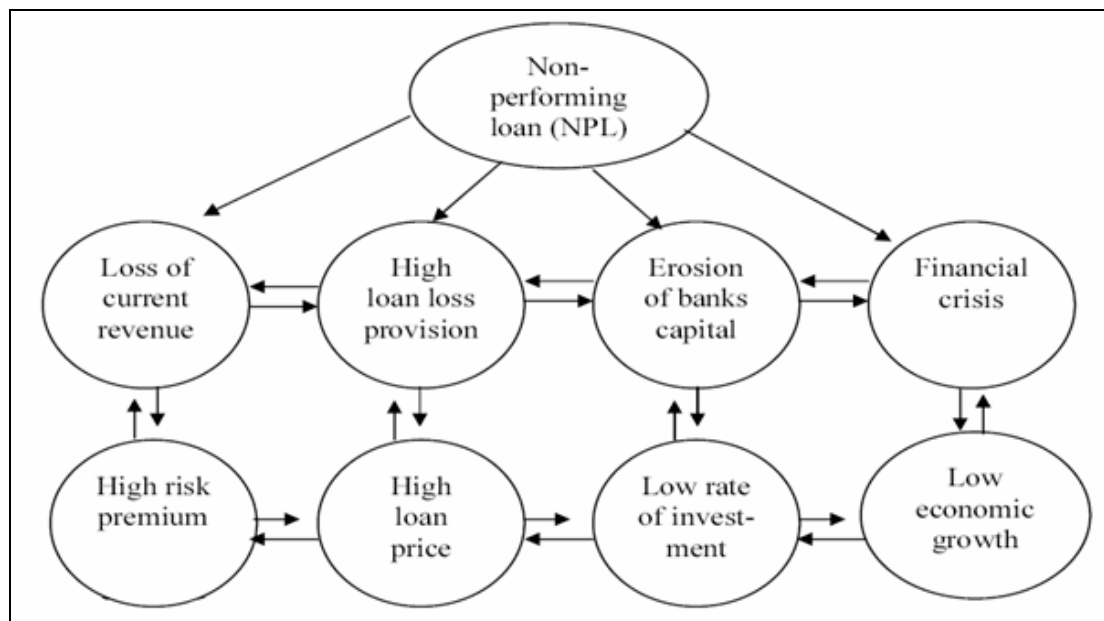 Non-
performing
loan (NPL)
Loss of
current
revenue
High
loan loss
provision
Erosion
of banks
capital
Financial
crisis
High risk
premium
High
loan
price
Low rate
of invest-
ment
Low
economic
growth